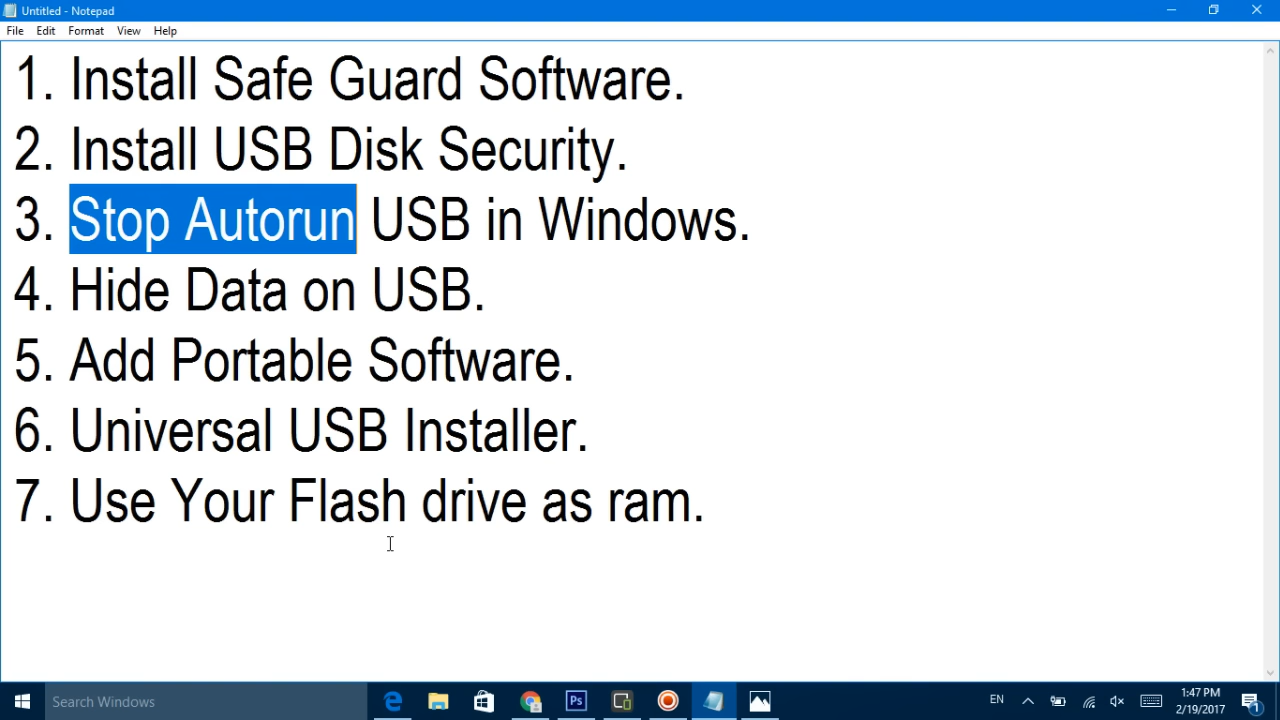 Untitled - Notepad
File Edit Format View Help
1. Install Safe Guard Software.
2. Install USB Disk Security.
3. Stop Autorun USB in Windows.
4. Hide Data on USB.
5. Add Portable Software.
6. Universal USB Installer.
7. Use Your Flash drive as ram.
Search Windows
Ps
EN
1:47 PM
2/19/2017
1